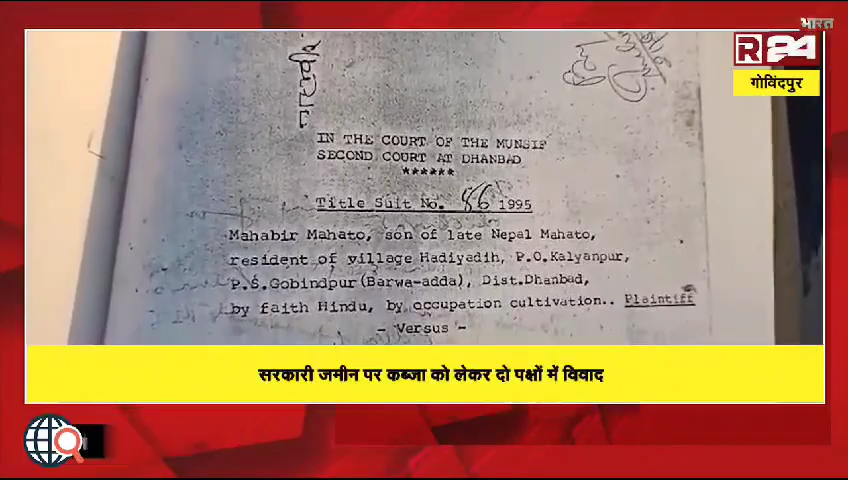 भारत
R24
गोविंदपुर
IN THE COURT OF THE MUNSIF
SECOND COURT AT DHANBAD
******
Title Suit No. 86 1995
Mahabir Mahato, son of late Nepal Mahato,
resident of village Hadiyadih, P.O.Kalyanpur,
P.S.Gobindpur(Barwa-adda), Dist.Dhanbad,
by faith Hindu, by occupation cultivation.. Plaintiff
- Versus -
सरकारी जमीन पर कब्जा को लेकर दो पक्षों में विवाद